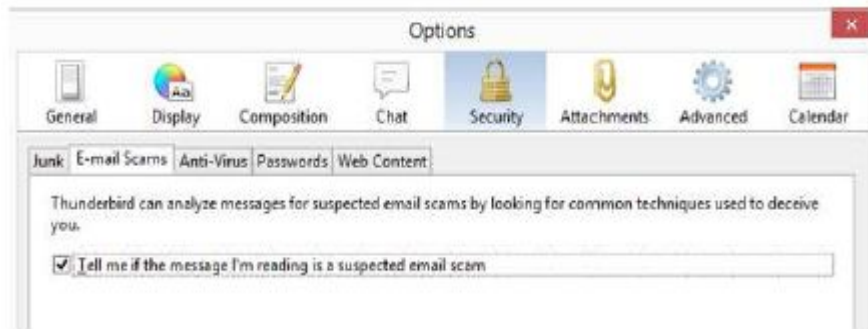 Options
General Display Composition Chat Security Attachments Advanced Calendar
Junk E-mail Scams Anti-Virus Passwords Web Content
Thunderbird can analyze messages for suspected email scams by looking for common techniques used to deceive
you.
Tell me if the message I'm reading is a suspected email scam